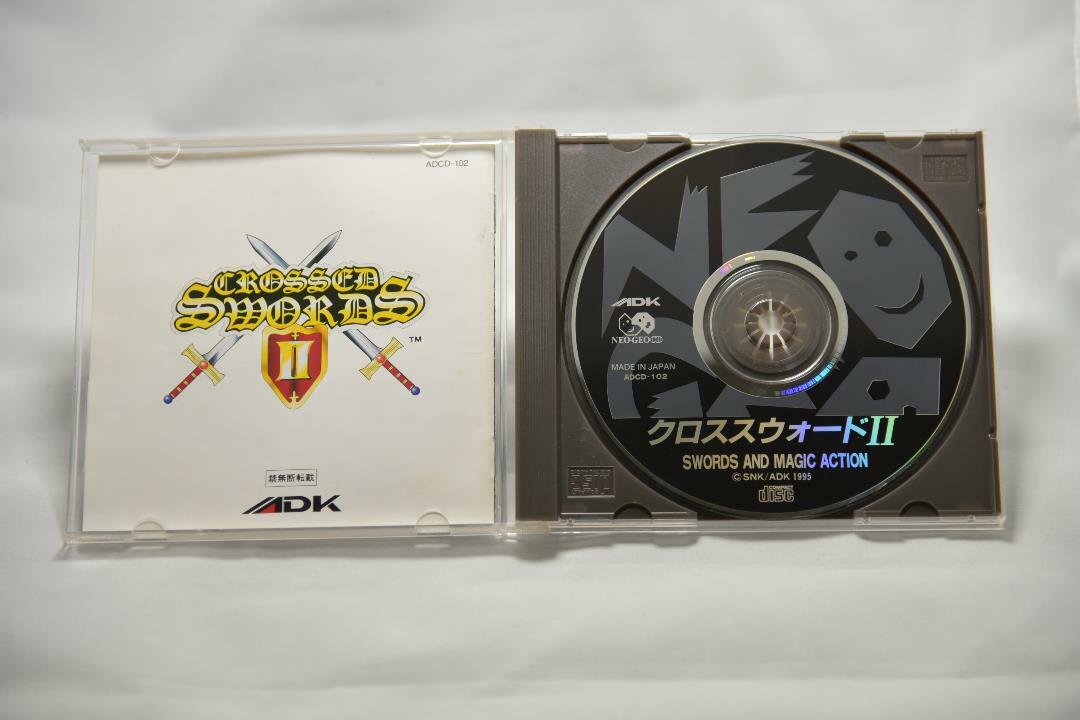 ADCD-102
CROSSED
SWORDS
II
TM
禁無断転載
ADK
NEO
GEO
ADK
NEO·GEO CD
MADE IN JAPAN
ADCD-102
クロススウォードII
SWORDS AND MAGIC ACTION
© SNK/ADK 1995
COMPACT
disc